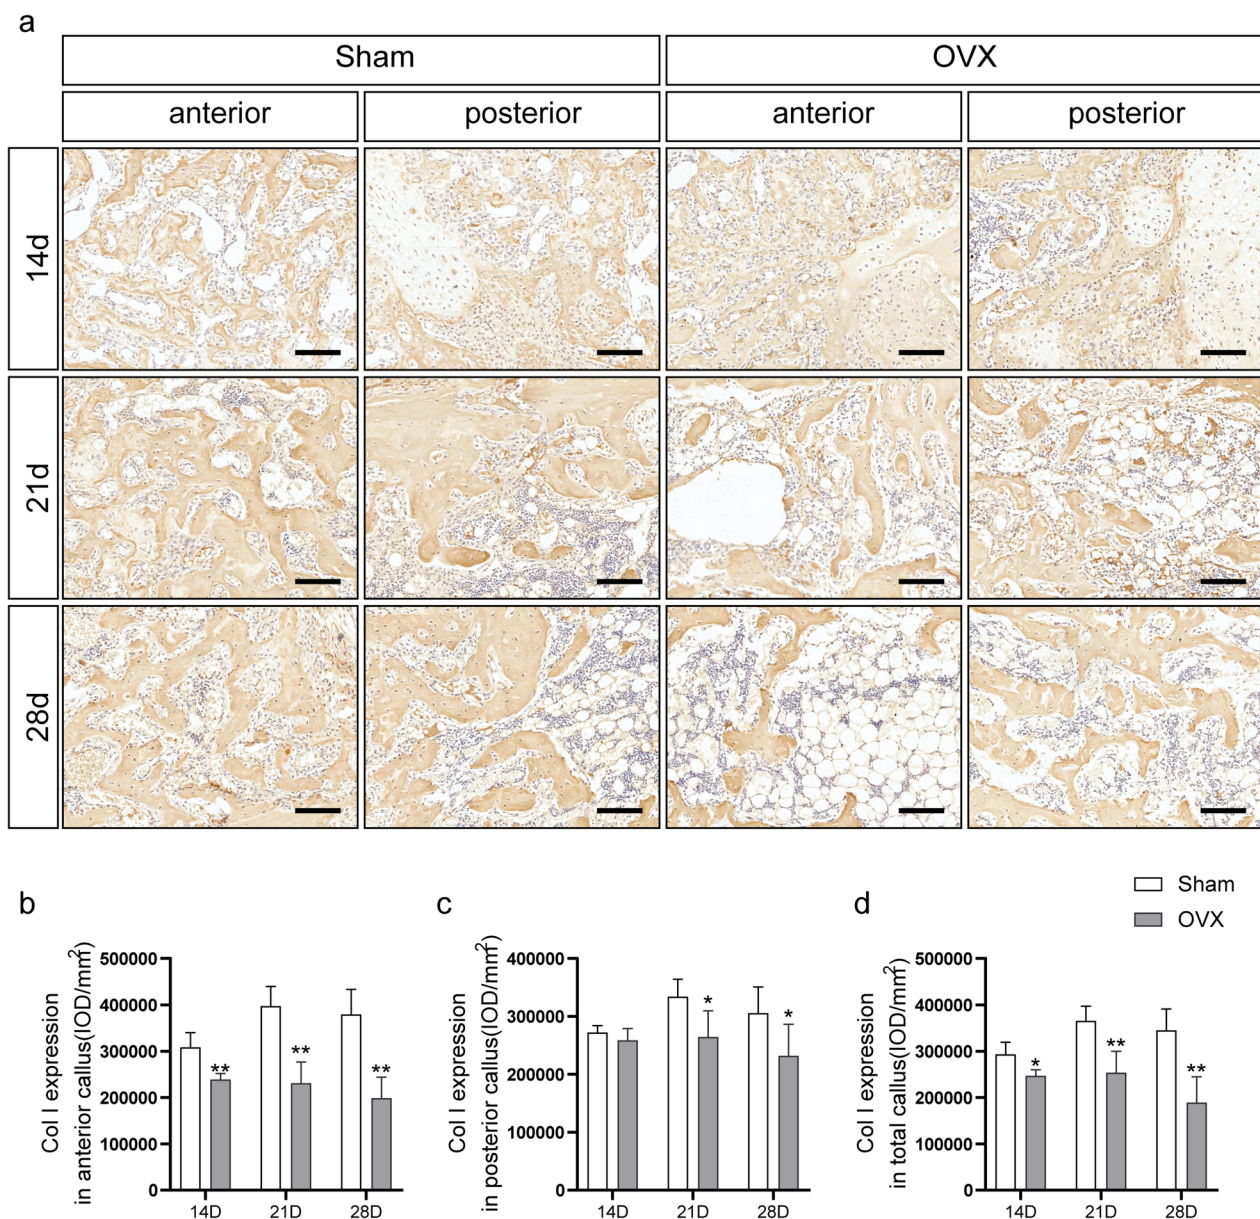 a
Sham
OVX
anterior
posterior
anterior
posterior
14d
21d
28d
Sham
OVX
b
Col I expression
in anterior callus(IOD/mm²)
500000
400000
300000
200000
100000
0
**
**
**
14D
21D
28D
c
Col I expression
in posterior callus(IOD/mm²)
400000
300000
200000
100000
0
*
*
14D
21D
28D
d
Col I expression
in total callus(IOD/mm²)
500000
400000
300000
200000
100000
0
*
**
**
14D
21D
28D